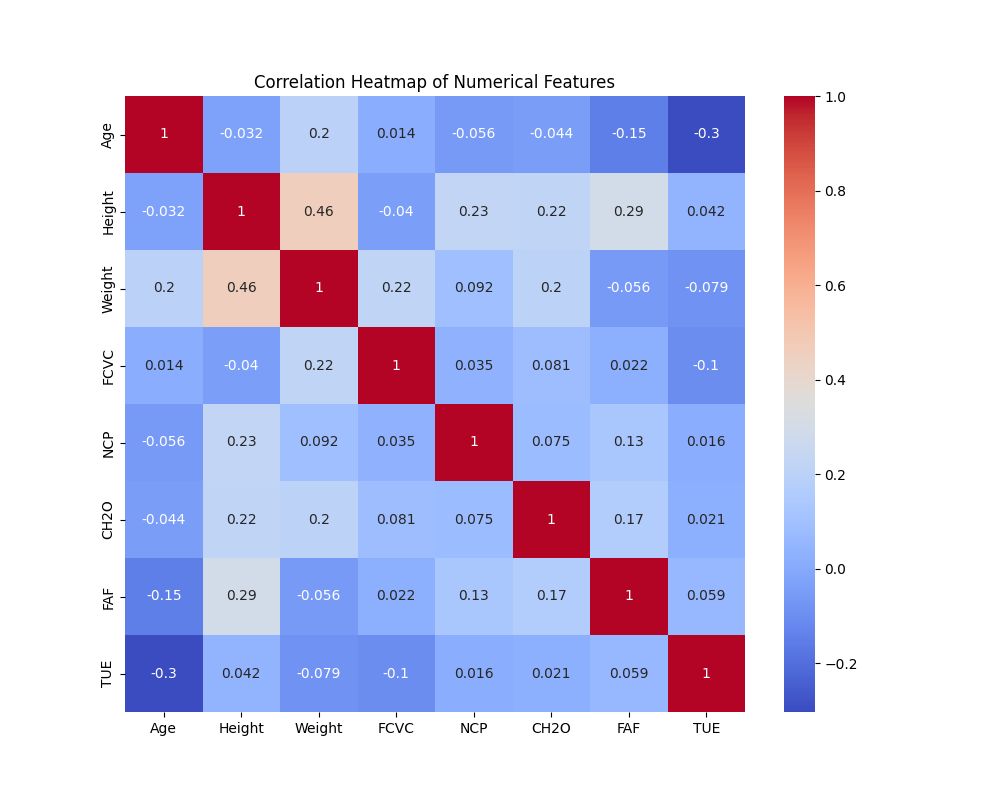 Correlation Heatmap of Numerical Features
Age 1 -0.032 0.2 0.014 -0.056 -0.044 -0.15 -0.3
Height -0.032 1 0.46 -0.04 0.23 0.22 0.29 0.042
Weight 0.2 0.46 1 0.22 0.092 0.2 -0.056 -0.079
FCVC 0.014 -0.04 0.22 1 0.035 0.081 0.022 -0.1
NCP -0.056 0.23 0.092 0.035 1 0.075 0.13 0.016
CH2O -0.044 0.22 0.2 0.081 0.075 1 0.17 0.021
FAF -0.15 0.29 -0.056 0.022 0.13 0.17 1 0.059
TUE -0.3 0.042 -0.079 -0.1 0.016 0.021 0.059 1
Age Height Weight FCVC NCP CH2O FAF TUE
1.0
0.8
0.6
0.4
0.2
0.0
−0.2